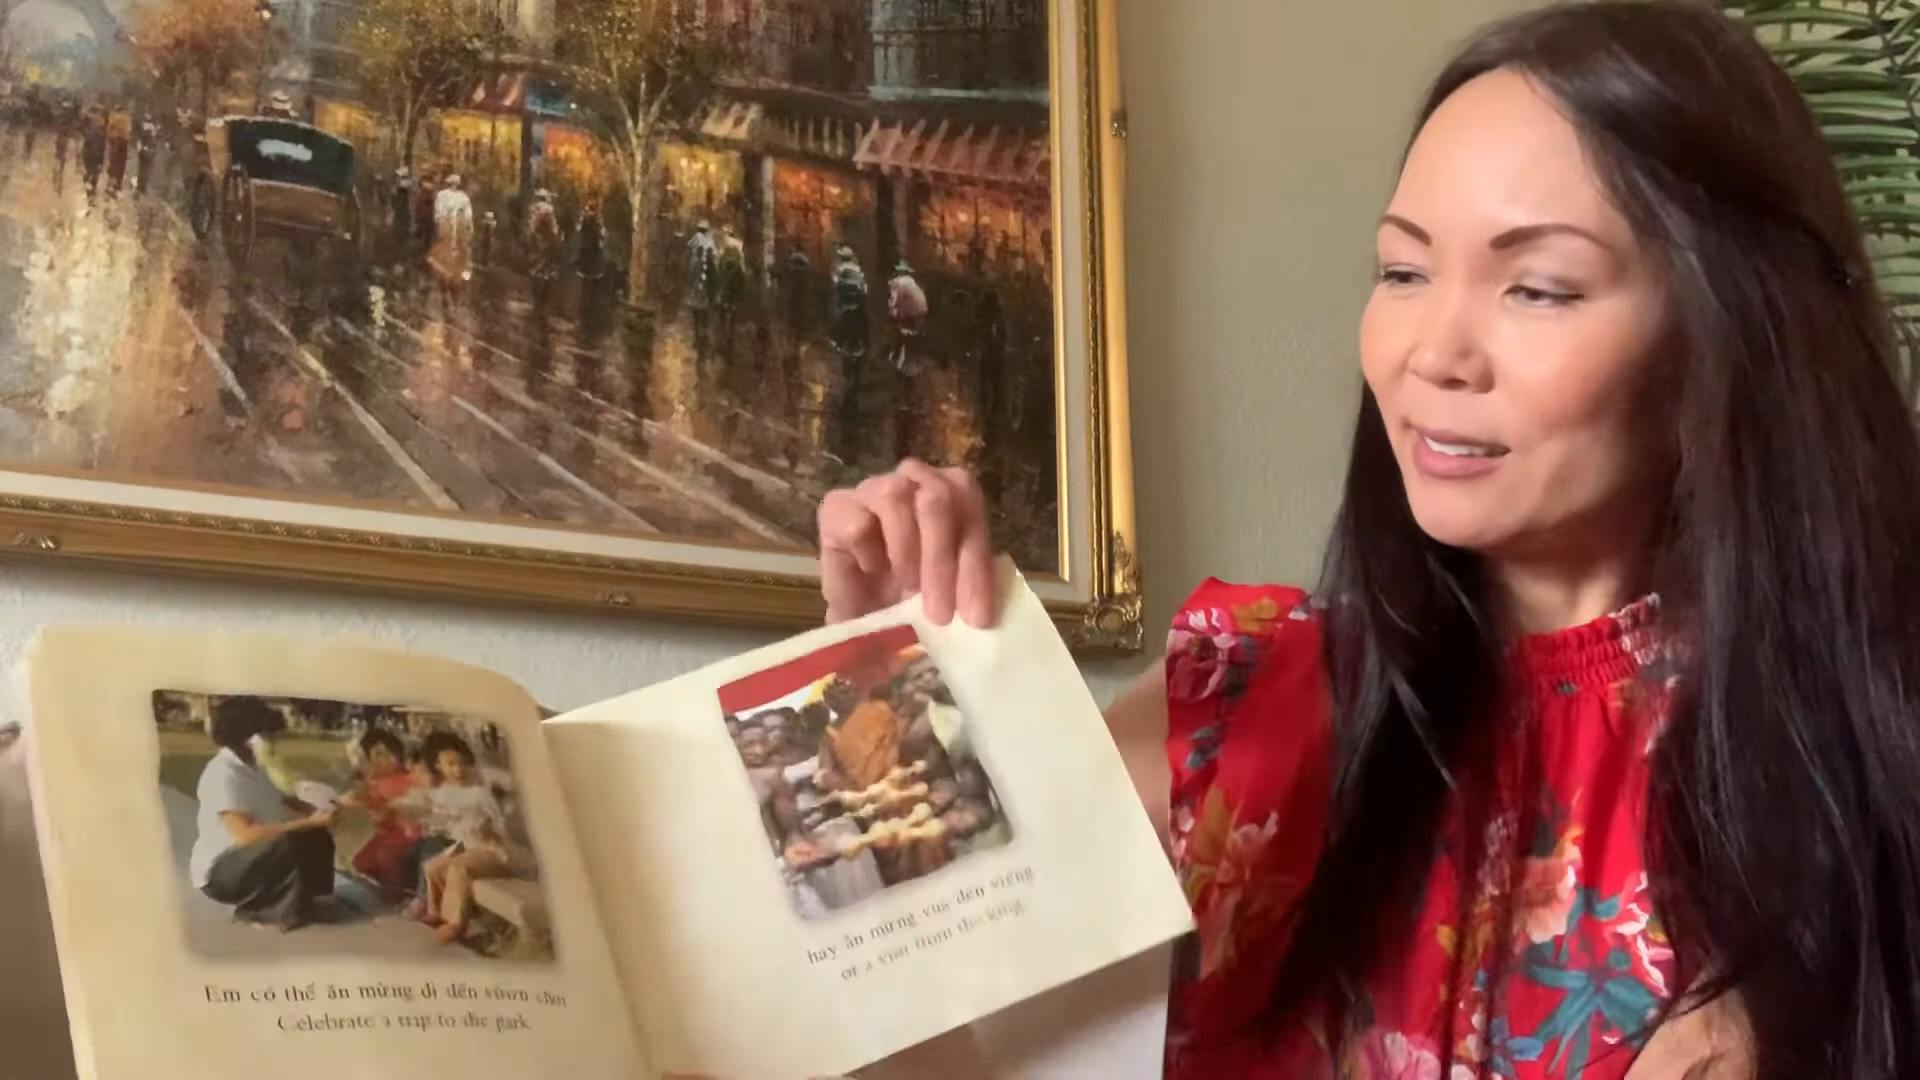 Em có thể ăn mừng đi đến vườn chơi
Celebrate a trip to the park
hay ăn mừng vua đến viếng
or a visit from the king.